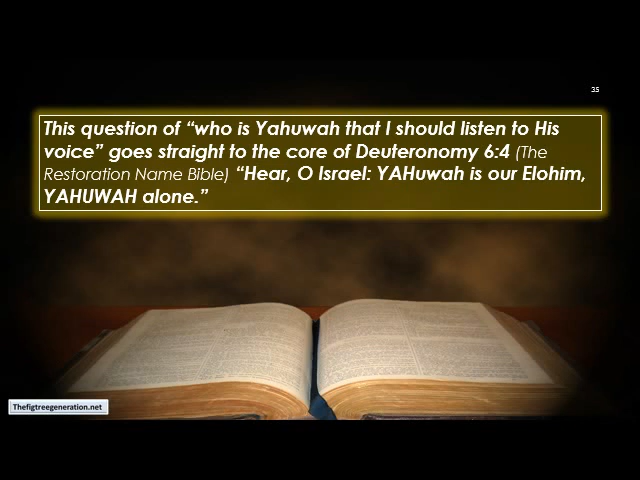 35
This question of “who is Yahuwah that I should listen to His
voice” goes straight to the core of Deuteronomy 6:4 (The
Restoration Name Bible) “Hear, O Israel: YAHuwah is our Elohim,
YAHUWAH alone.”
Thefigtreegeneration.net